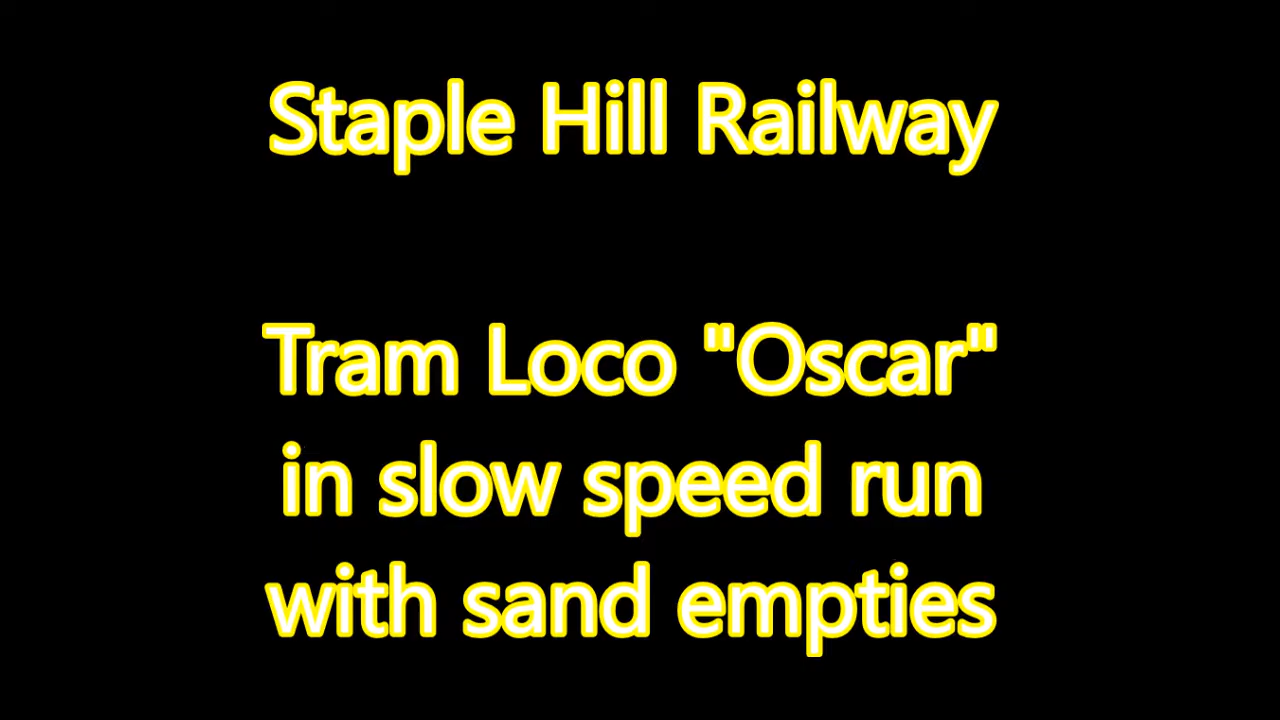 Staple Hill Railway
Tram Loco "Oscar"
in slow speed run
with sand empties